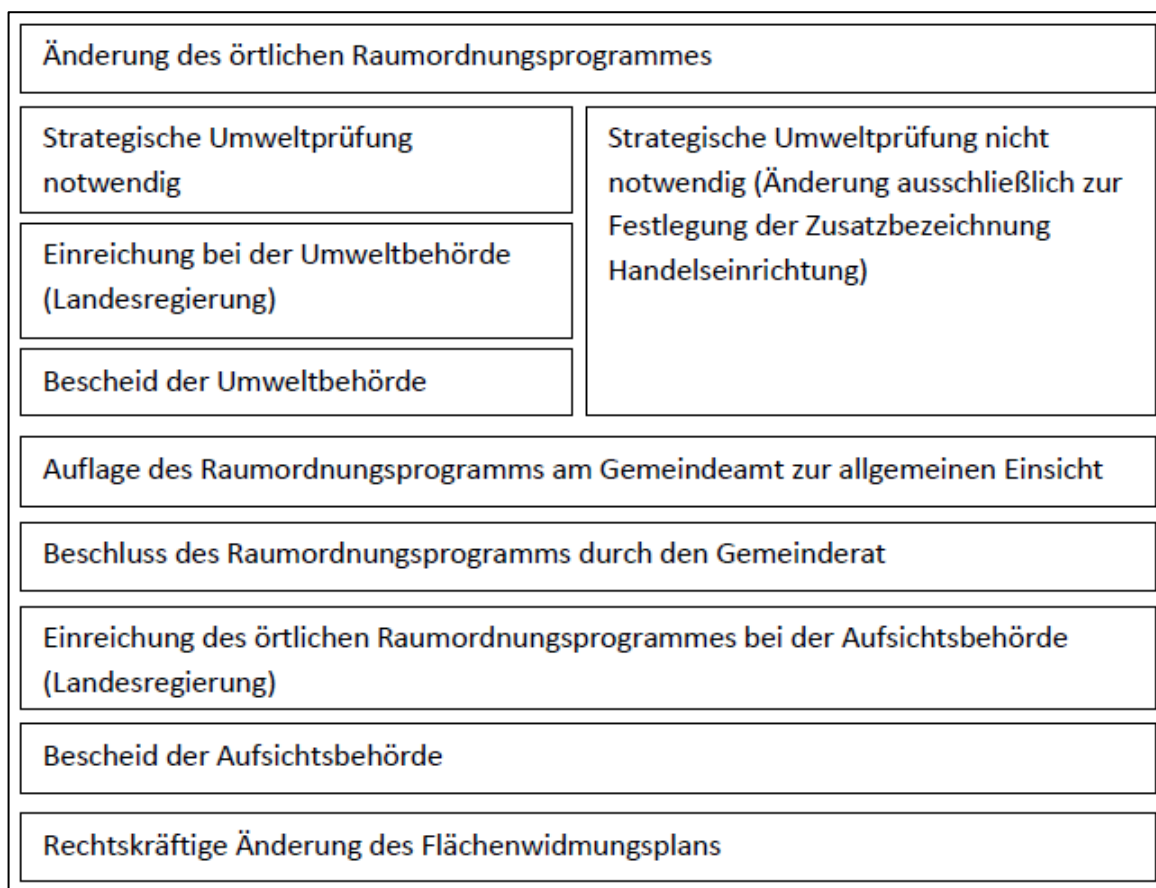 Änderung des örtlichen Raumordnungsprogrammes
Strategische Umweltprüfung
notwendig
Einreichung bei der Umweltbehörde
(Landesregierung)
Bescheid der Umweltbehörde
Strategische Umweltprüfung nicht
notwendig (Änderung ausschließlich zur
Festlegung der Zusatzbezeichnung
Handelseinrichtung)
Auflage des Raumordnungsprogramms am Gemeindeamt zur allgemeinen Einsicht
Beschluss des Raumordnungsprogramms durch den Gemeinderat
Einreichung des örtlichen Raumordnungsprogrammes bei der Aufsichtsbehörde
(Landesregierung)
Bescheid der Aufsichtsbehörde
Rechtskräftige Änderung des Flächenwidmungsplans